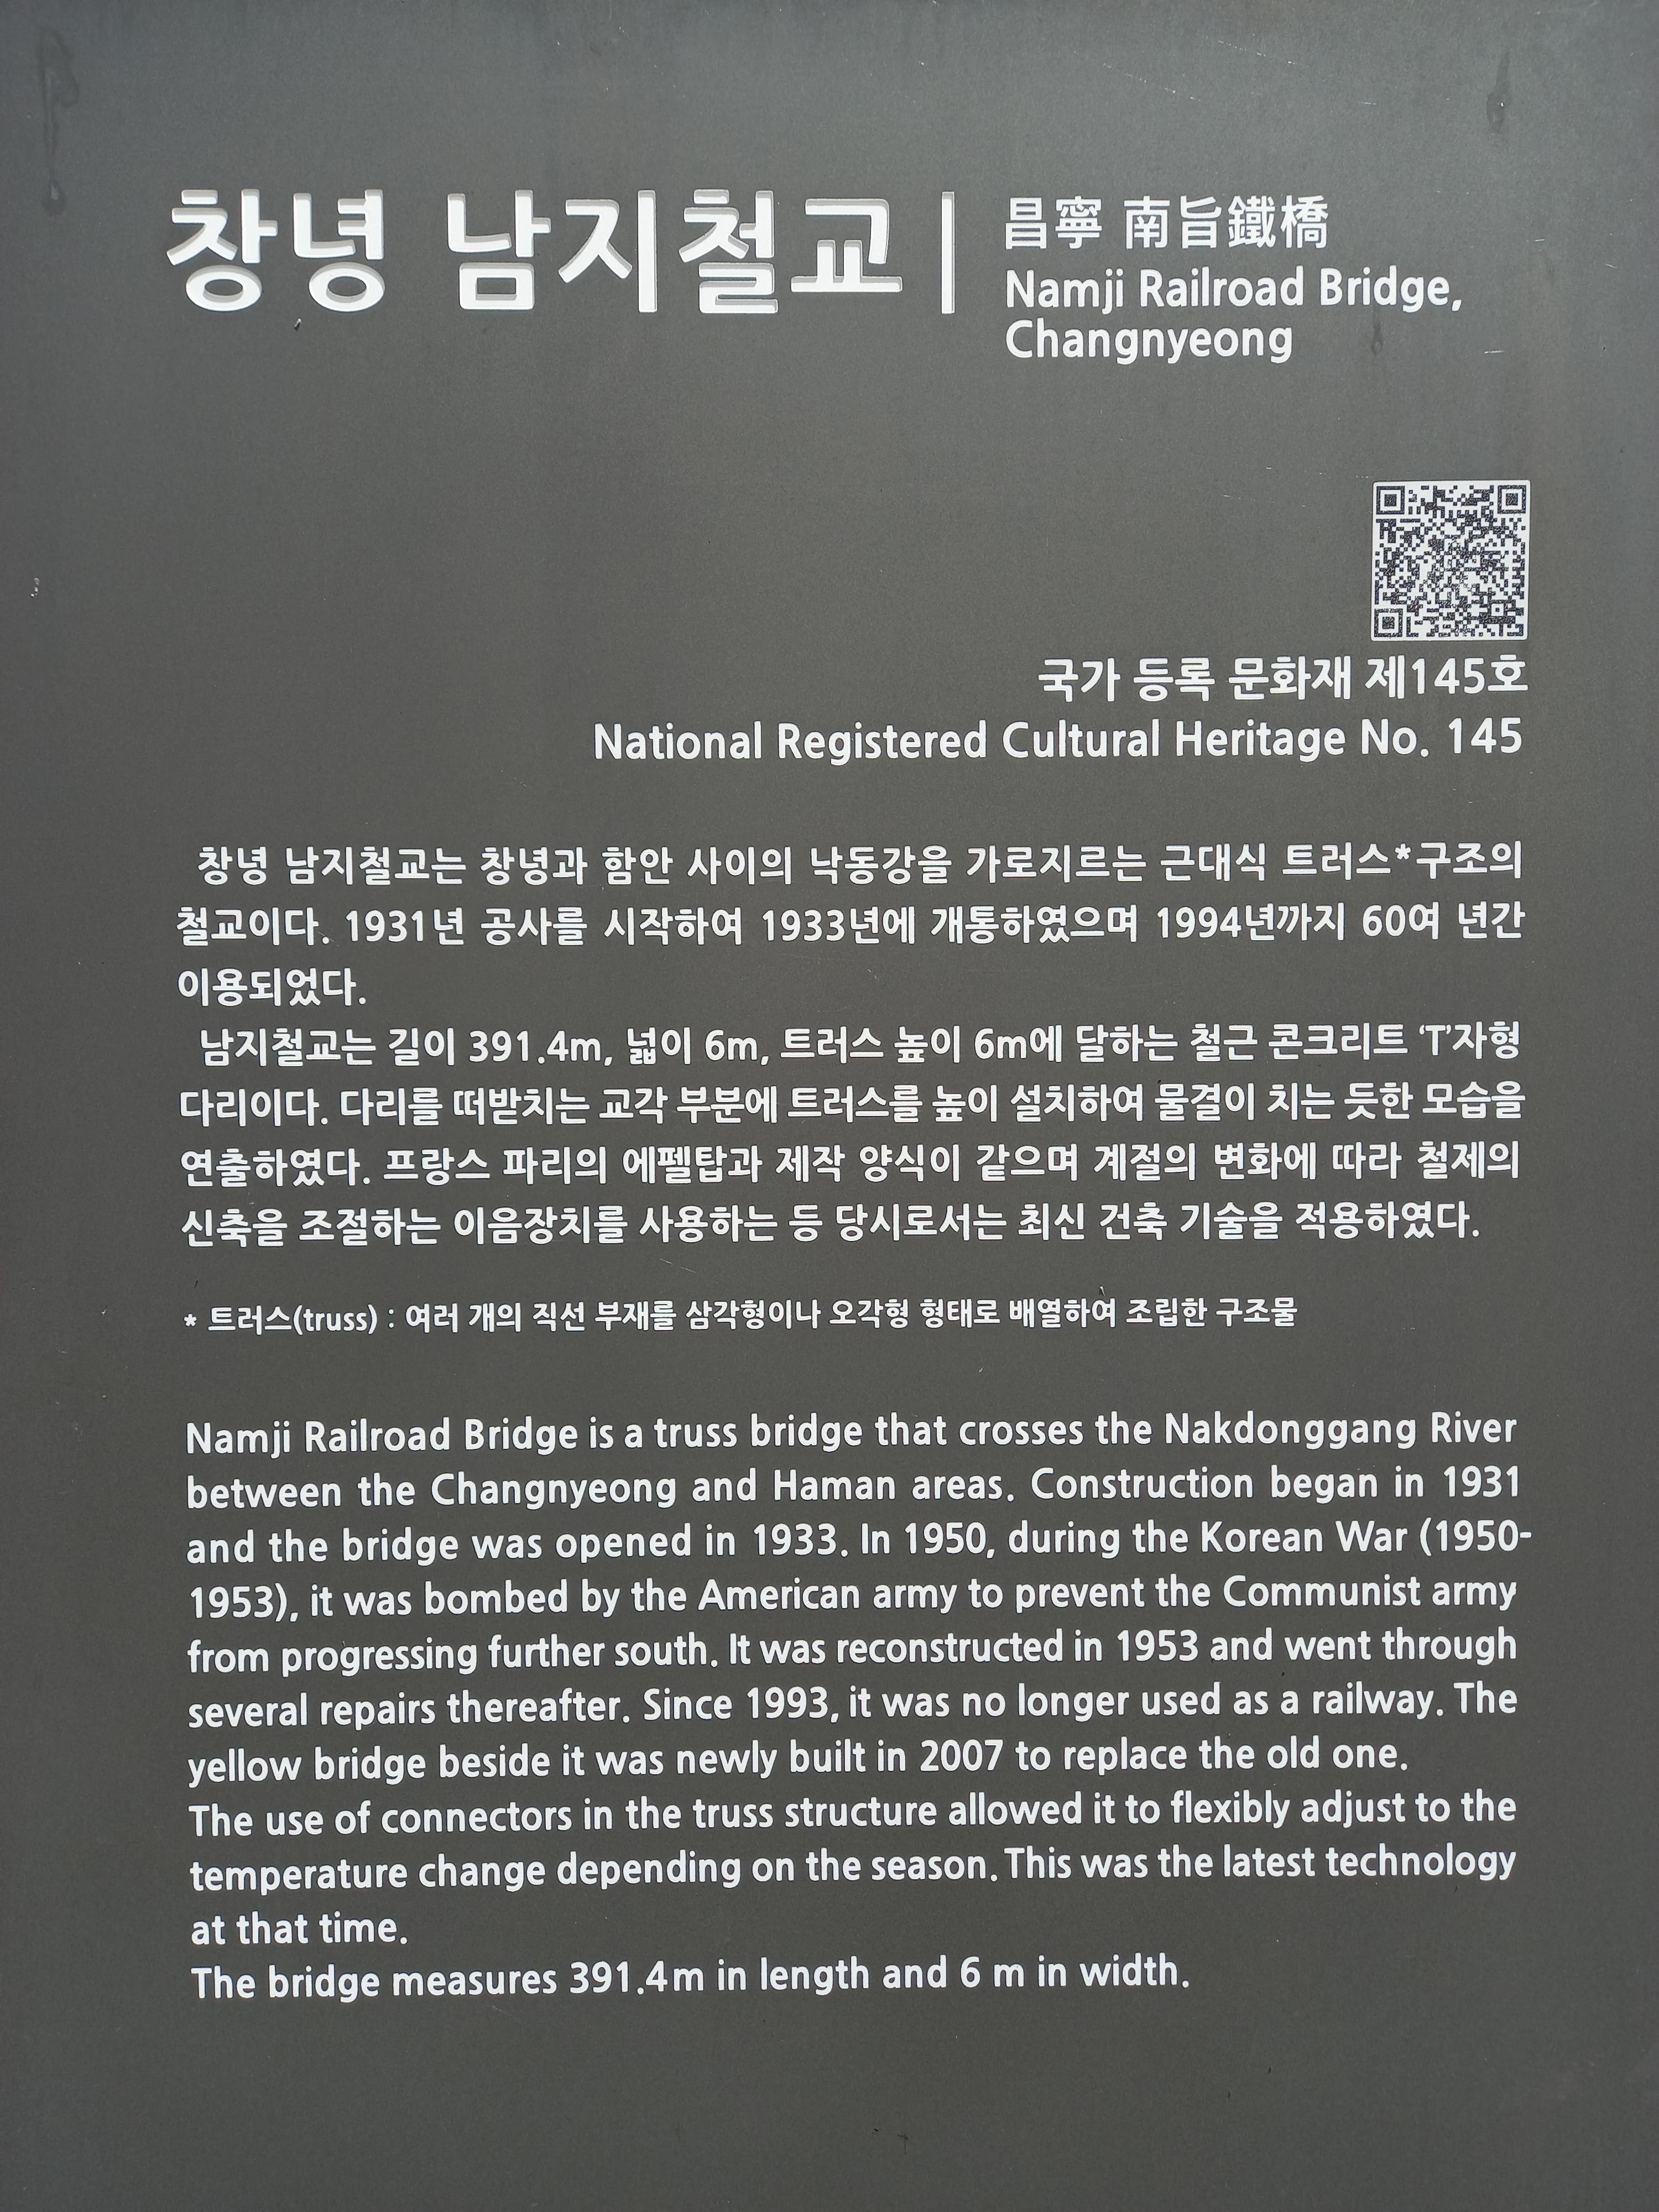 창녕 남지철교
昌寧 南旨鐵橋
Namji Railroad Bridge,
Changnyeong
국가 등록 문화재 제145호
National Registered Cultural Heritage No. 145
창녕 남지철교는 창녕과 함안 사이의 낙동강을 가로지르는 근대식 트러스*구조의
철교이다. 1931년 공사를 시작하여 1933년에 개통하였으며 1994년까지 60여 년간
이용되었다.
남지철교는 길이 391.4m, 넓이 6m, 트러스 높이 6m에 달하는 철근 콘크리트 ‘T’자형
다리이다. 다리를 떠받치는 교각 부분에 트러스를 높이 설치하여 물결이 치는 듯한 모습을
연출하였다. 프랑스 파리의 에펠탑과 제작 양식이 같으며 계절의 변화에 따라 철제의
신축을 조절하는 이음장치를 사용하는 등 당시로서는 최신 건축 기술을 적용하였다.
* 트러스(truss) : 여러 개의 직선 부재를 삼각형이나 오각형 형태로 배열하여 조립한 구조물
Namji Railroad Bridge is a truss bridge that crosses the Nakdonggang River
between the Changnyeong and Haman areas. Construction began in 1931
and the bridge was opened in 1933. In 1950, during the Korean War (1950-
1953), it was bombed by the American army to prevent the Communist army
from progressing further south. It was reconstructed in 1953 and went through
several repairs thereafter. Since 1993, it was no longer used as a railway. The
yellow bridge beside it was newly built in 2007 to replace the old one.
The use of connectors in the truss structure allowed it to flexibly adjust to the
temperature change depending on the season. This was the latest technology
at that time.
The bridge measures 391.4m in length and 6 m in width.